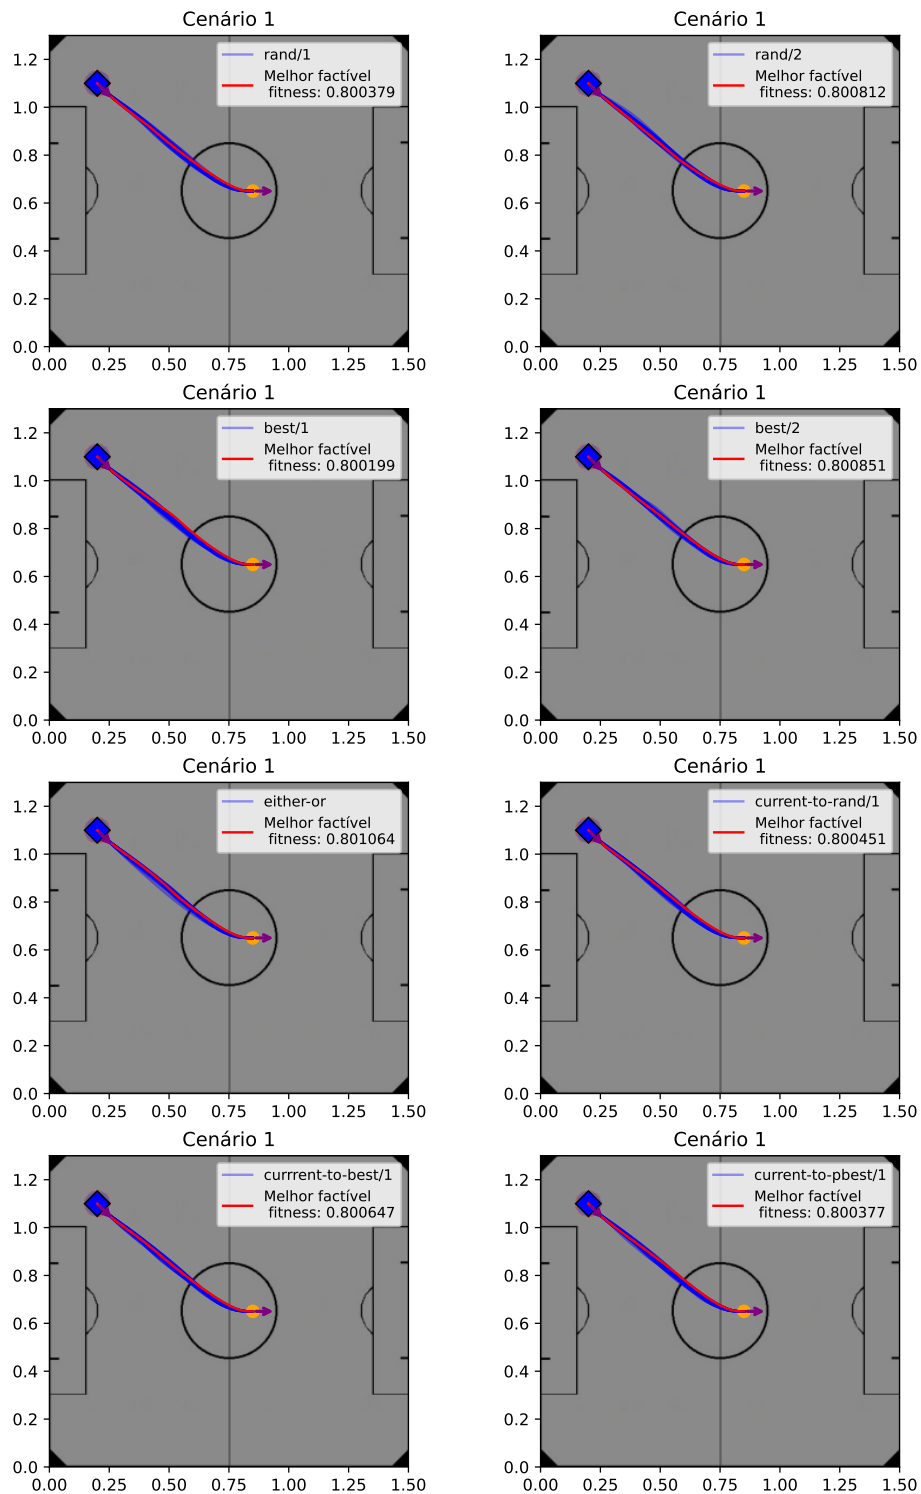 Cenário 1
rand/1
Melhor factível
fitness: 0.800379
1.2
1.0
0.8
0.6
0.4
0.2
0.0
0.00 0.25 0.50 0.75 1.00 1.25 1.50
Cenário 1
rand/2
Melhor factível
fitness: 0.800812
1.2
1.0
0.8
0.6
0.4
0.2
0.0
0.00 0.25 0.50 0.75 1.00 1.25 1.50
Cenário 1
best/1
Melhor factível
fitness: 0.800199
1.2
1.0
0.8
0.6
0.4
0.2
0.0
0.00 0.25 0.50 0.75 1.00 1.25 1.50
Cenário 1
best/2
Melhor factível
fitness: 0.800851
1.2
1.0
0.8
0.6
0.4
0.2
0.0
0.00 0.25 0.50 0.75 1.00 1.25 1.50
Cenário 1
either-or
Melhor factível
fitness: 0.801064
1.2
1.0
0.8
0.6
0.4
0.2
0.0
0.00 0.25 0.50 0.75 1.00 1.25 1.50
Cenário 1
current-to-rand/1
Melhor factível
fitness: 0.800451
1.2
1.0
0.8
0.6
0.4
0.2
0.0
0.00 0.25 0.50 0.75 1.00 1.25 1.50
Cenário 1
currrent-to-best/1
Melhor factível
fitness: 0.800647
1.2
1.0
0.8
0.6
0.4
0.2
0.0
0.00 0.25 0.50 0.75 1.00 1.25 1.50
Cenário 1
current-to-pbest/1
Melhor factível
fitness: 0.800377
1.2
1.0
0.8
0.6
0.4
0.2
0.0
0.00 0.25 0.50 0.75 1.00 1.25 1.50